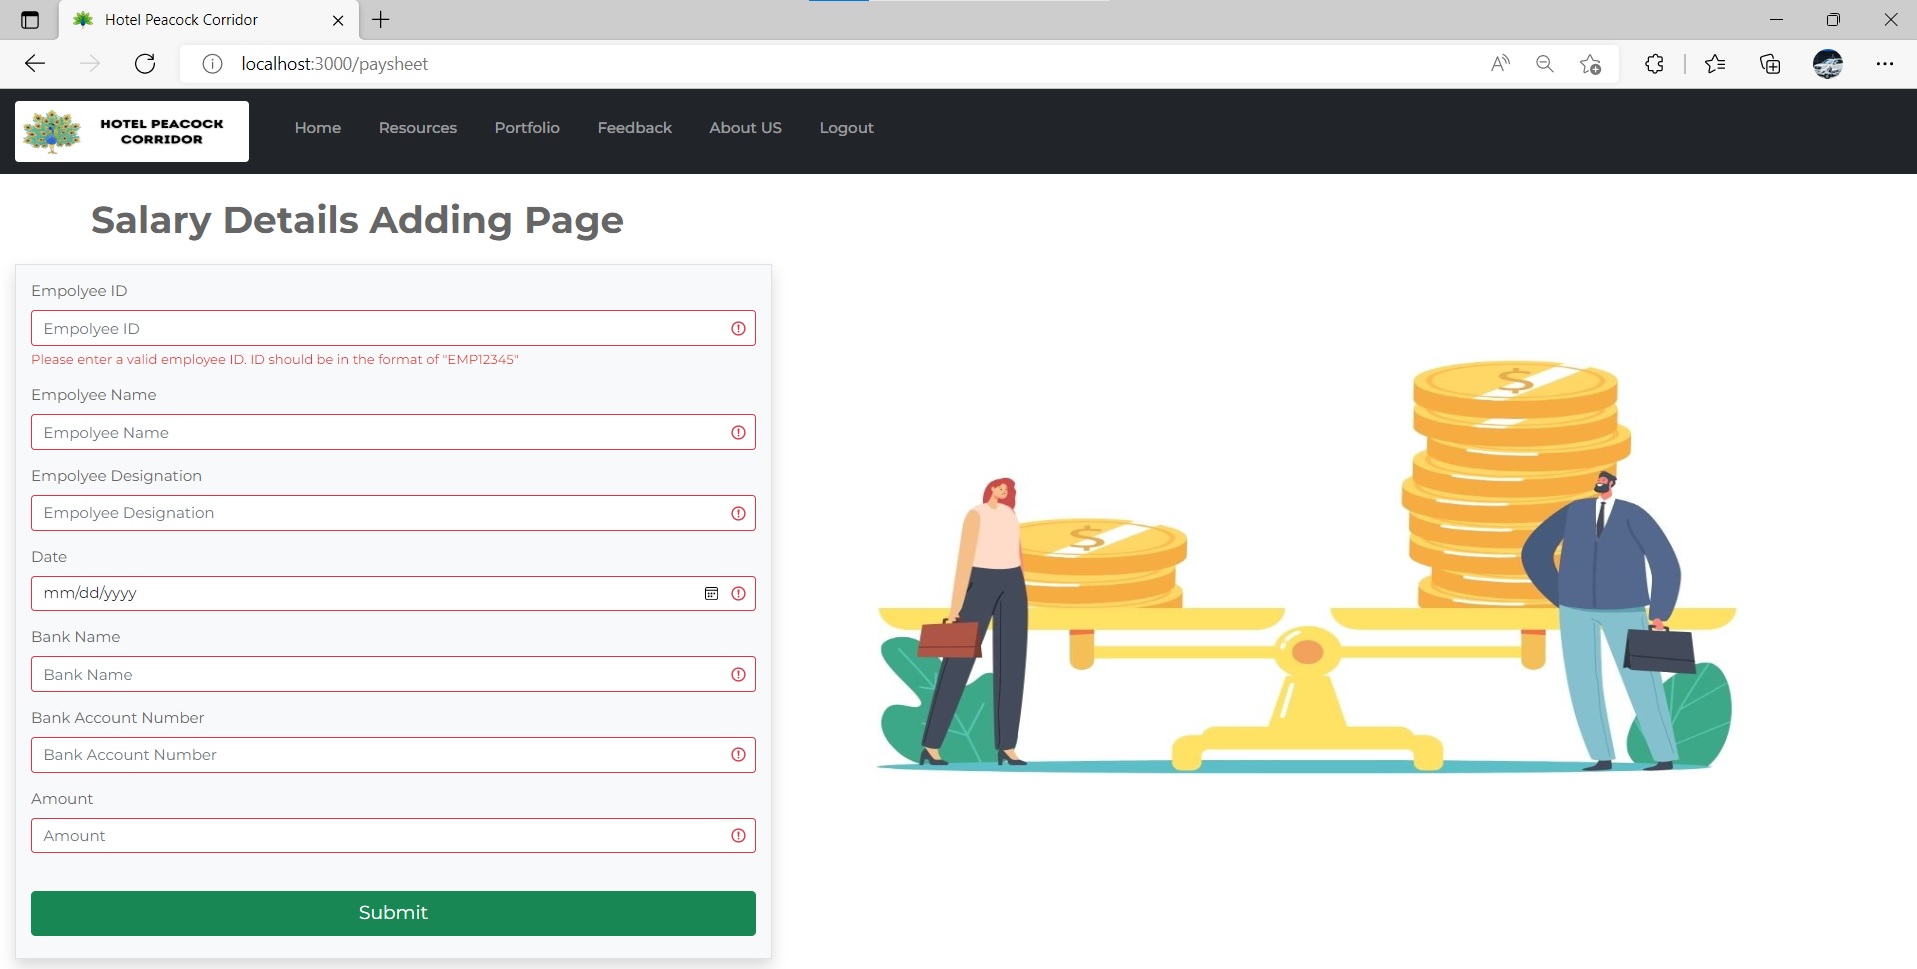 Hotel Peacock Corridor
localhost:3000/paysheet
HOTEL PEACOCK
CORRIDOR
Home Resources Portfolio Feedback About US Logout
Salary Details Adding Page
Empolyee ID
Empolyee ID
Please enter a valid employee ID. ID should be in the format of "EMP12345"
Empolyee Name
Empolyee Name
Empolyee Designation
Empolyee Designation
Date
mm/dd/yyyy
Bank Name
Bank Name
Bank Account Number
Bank Account Number
Amount
Amount
Submit